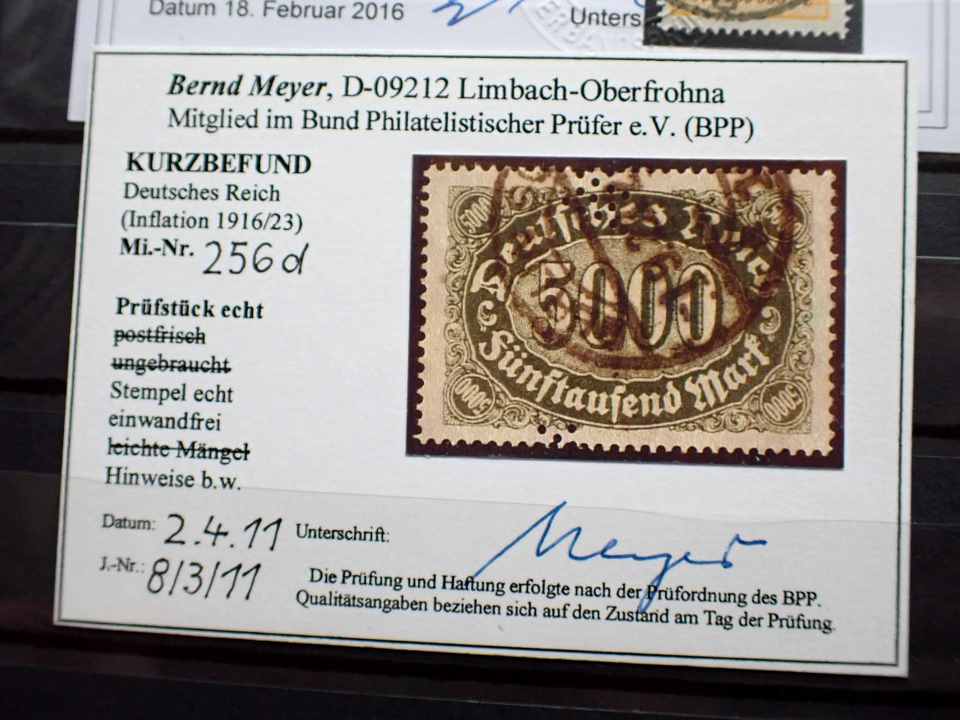 Datum 18. Februar 2016
Unters
Bernd Meyer, D-09212 Limbach-Oberfrohna
Mitglied im Bund Philatelistischer Prüfer e.V. (BPP)
KURZBEFUND
Deutsches Reich
(Inflation 1916/23)
Mi.-Nr. 256d
Prüfstück echt
postfrisch
ungebraucht
Stempel echt
einwandfrei
leichte Mängel
Hinweise b.w.
Datum: 2.4.11 Unterschrift: Meyer
J.-Nr.: 8/3/11
Die Prüfung und Haftung erfolgte nach der Prüfordnung des BPP.
Qualitätsangaben beziehen sich auf den Zustand am Tag der Prüfung.
5000
Deutsches Reich
5000
Fünftausend Mark
5000
5000